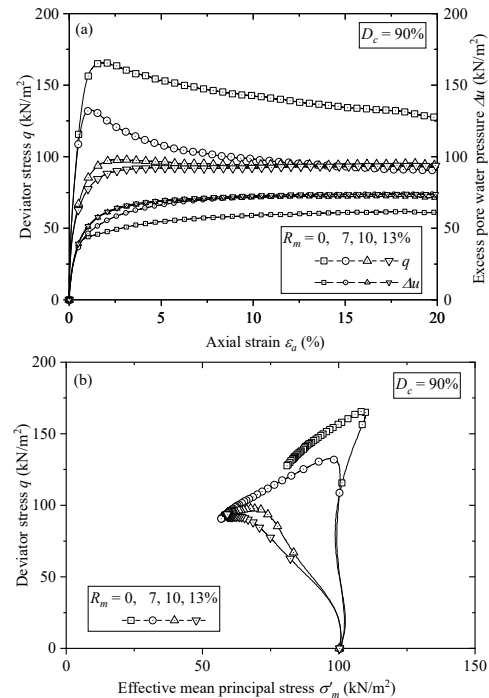 (a)
D_c = 90%
200
150
100
50
0
Deviator stress q (kN/m²)
200
150
100
50
0
Excess pore water pressure Δu (kN/m²)
R_m = 0, 7, 10, 13%
q
Δu
0 5 10 15 20
Axial strain ε_a (%)
(b)
D_c = 90%
200
150
100
50
0
Deviator stress q (kN/m²)
R_m = 0, 7, 10, 13%
0 50 100 150
Effective mean principal stress σ′_m (kN/m²)